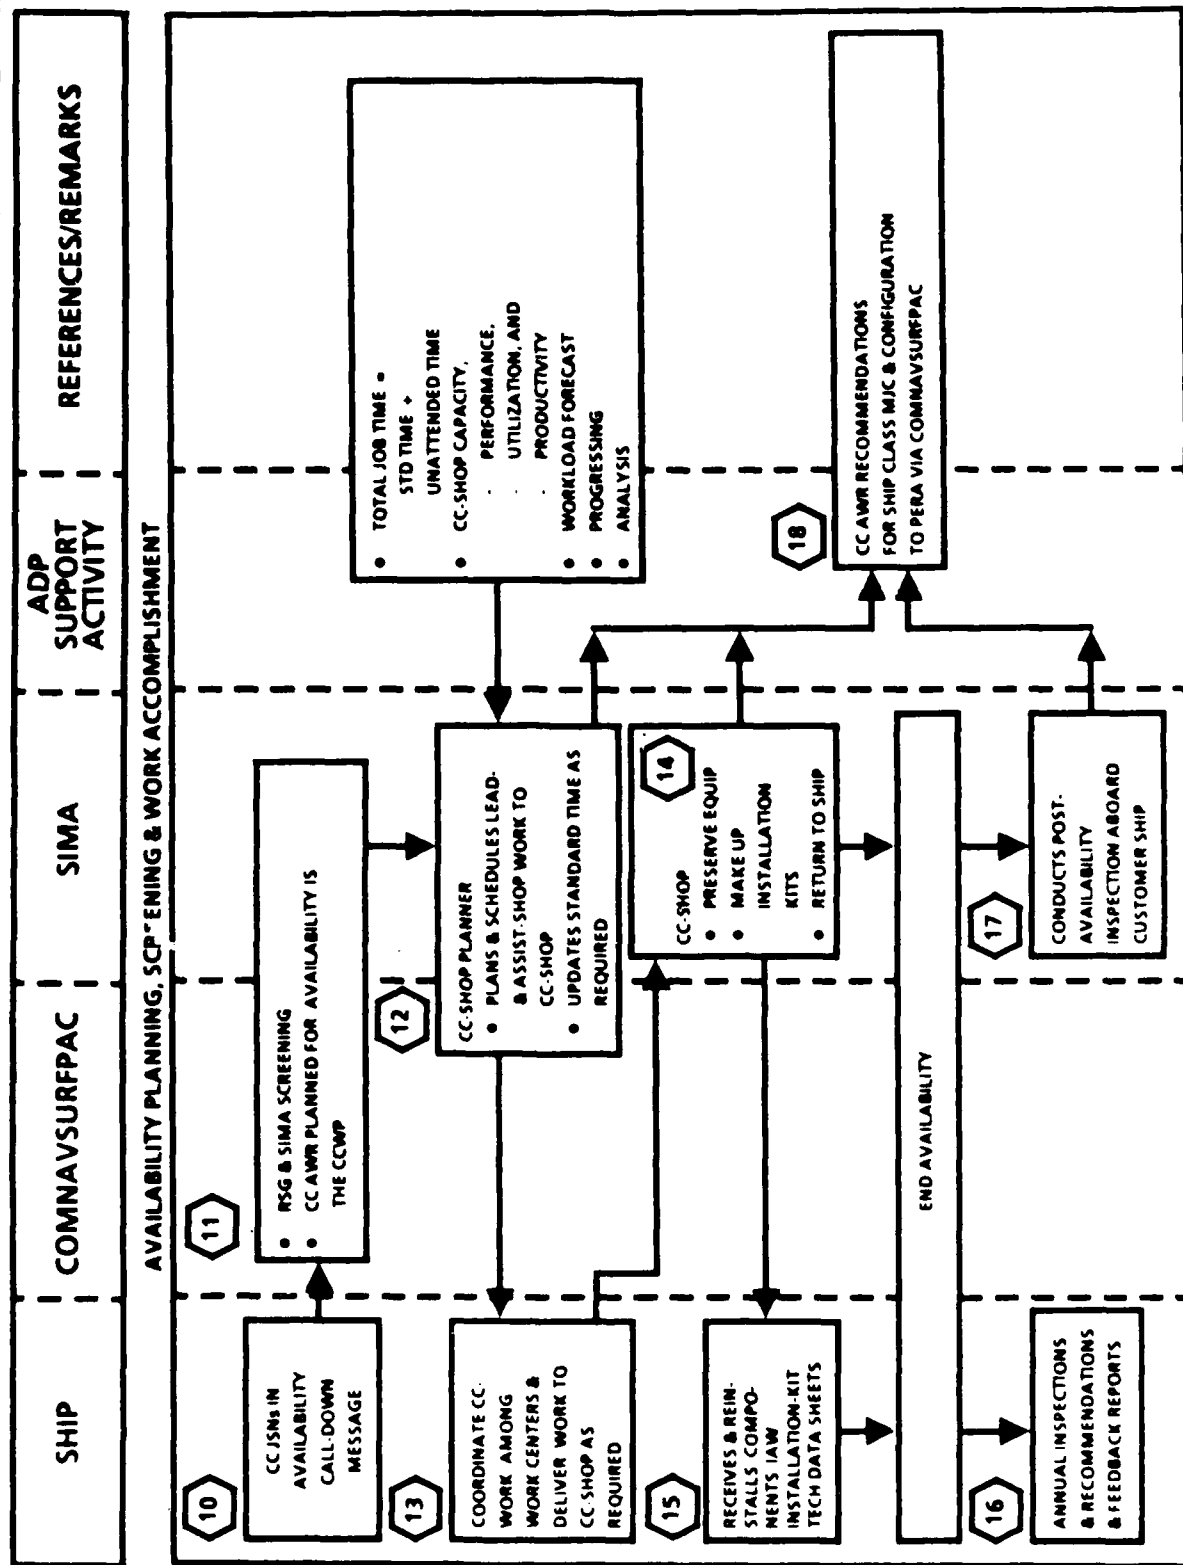 SHIP
COMNAVSURFPAC
SIMA
ADP
SUPPORT
ACTIVITY
REFERENCES/REMARKS
AVAILABILITY PLANNING, SCREENING & WORK ACCOMPLISHMENT
10
CC JSNs IN
AVAILABILITY
CALL-DOWN
MESSAGE
11
• RSG & SIMA SCREENING
• CC AWR PLANNED FOR AVAILABILITY IS
THE CCWP
12
CC-SHOP PLANNER
• PLANS & SCHEDULES LEAD-
& ASSIST-SHOP WORK TO
CC-SHOP
• UPDATES STANDARD TIME AS
REQUIRED
• TOTAL JOB TIME =
STD TIME +
UNATTENDED TIME
• CC-SHOP CAPACITY,
· PERFORMANCE,
· UTILIZATION, AND
· PRODUCTIVITY
• WORKLOAD FORECAST
• PROGRESSING
• ANALYSIS
13
COORDINATE CC-
WORK AMONG
WORK CENTERS &
DELIVER WORK TO
CC-SHOP AS
REQUIRED
14
CC-SHOP
• PRESERVE EQUIP
• MAKE UP
INSTALLATION
KITS
• RETURN TO SHIP
15
RECEIVES & REIN-
STALLS COMPO-
NENTS IAW
INSTALLATION-KIT
TECH DATA SHEETS
END AVAILABILITY
16
ANNUAL INSPECTIONS
& RECOMMENDATIONS
& FEEDBACK REPORTS
17
CONDUCTS POST-
AVAILABILITY
INSPECTION ABOARD
CUSTOMER SHIP
18
CC AWR RECOMMENDATIONS
FOR SHIP CLASS MJC & CONFIGURATION
TO PERA VIA COMNAVSURFPAC